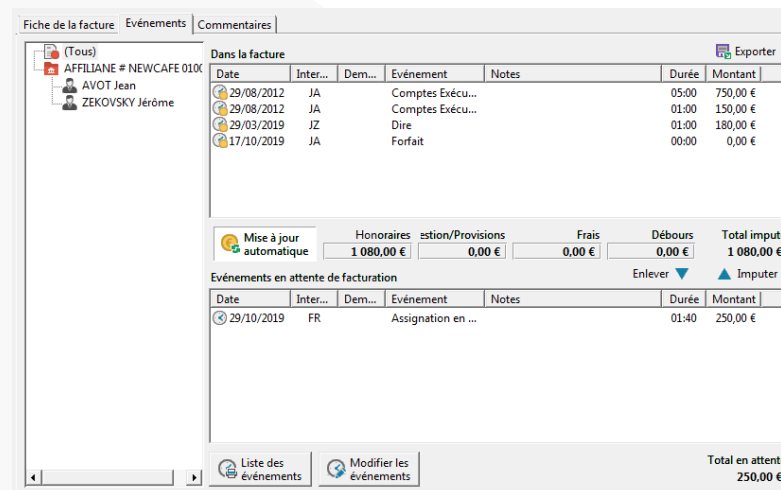 Fiche de la facture Evénements Commentaires
(Tous)
AFFILIANE # NEWCAFE 0100
AVOT Jean
ZEKOVSKY Jérôme
Dans la facture Exporter
Date Inter... Dem... Evénement Notes Durée Montant
29/08/2012 JA Comptes Exécu... 05:00 750,00 €
29/08/2012 JA Comptes Exécu... 01:00 150,00 €
29/03/2019 JZ Dire 01:00 180,00 €
17/10/2019 JA Forfait 00:00 0,00 €
Mise à jour
automatique
Honoraires estion/Provisions Frais Débours Total imput
1 080,00 € 0,00 € 0,00 € 0,00 € 1 080,00 €
Evénements en attente de facturation Enlever Imputer
Date Inter... Dem... Evénement Notes Durée Montant
29/10/2019 FR Assignation en ... 01:40 250,00 €
Liste des
événements
Modifier les
événements
Total en attent
250,00 €